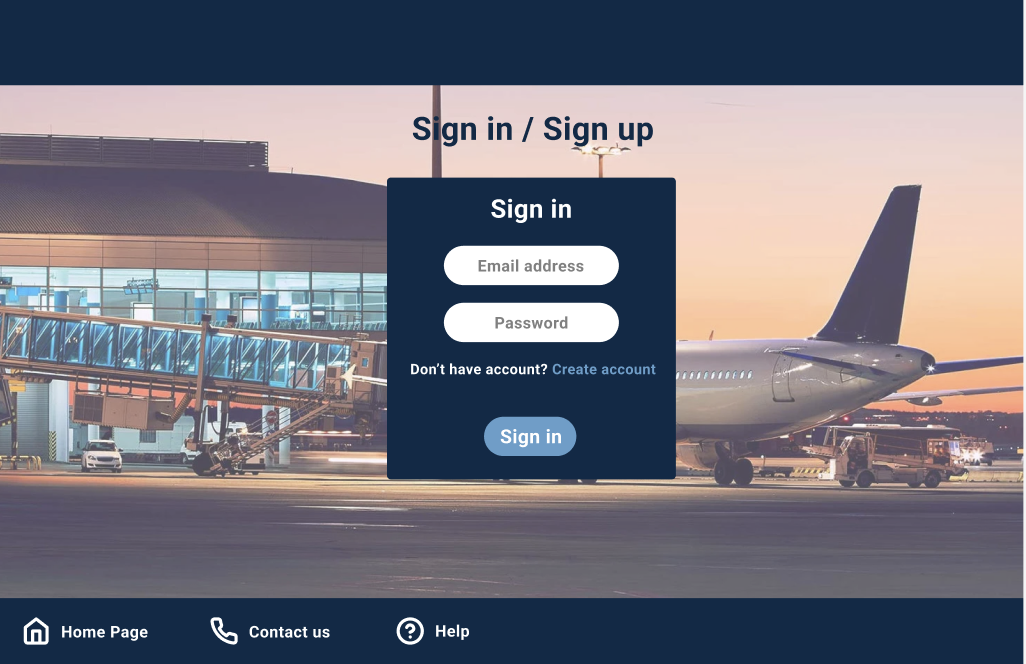 Sign in / Sign up
Sign in
Email address
Password
Don't have account? Create account
Sign in
Home Page
Contact us
Help